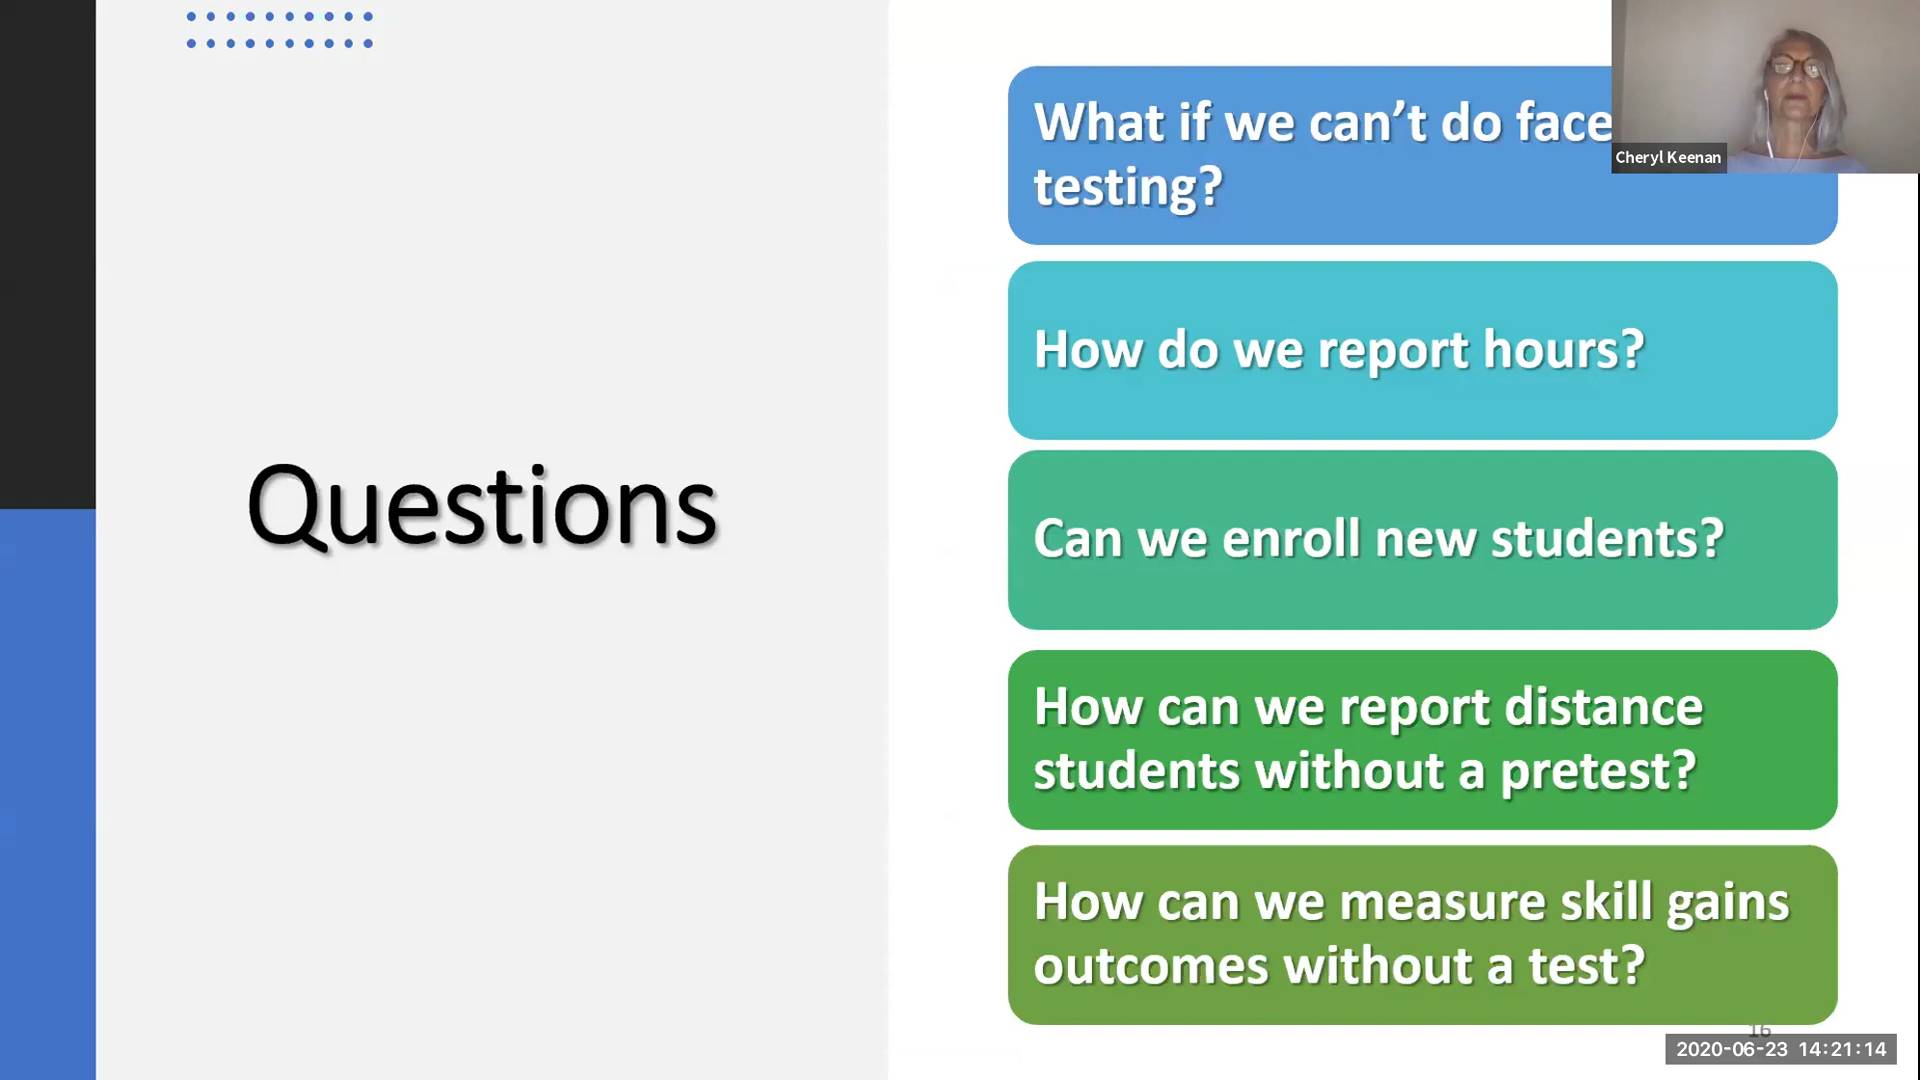 What if we can’t do face
testing?
Cheryl Keenan
How do we report hours?
Questions
Can we enroll new students?
How can we report distance
students without a pretest?
How can we measure skill gains
outcomes without a test?
16
2020-06-23 14:21:14